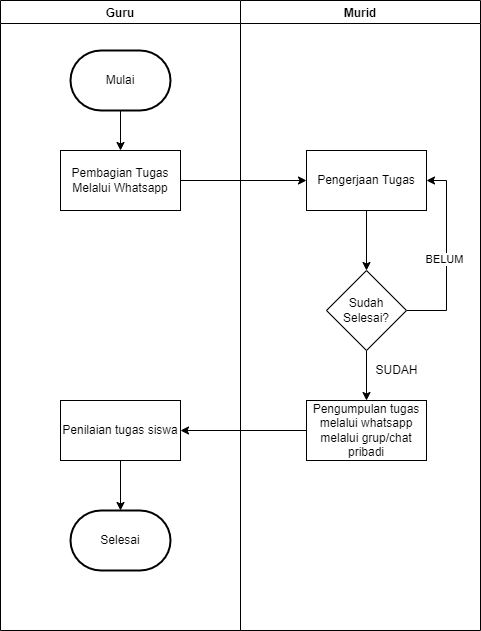 Guru
Murid
Mulai
Pembagian Tugas
Melalui Whatsapp
Pengerjaan Tugas
BELUM
Sudah
Selesai?
SUDAH
Pengumpulan tugas
melalui whatsapp
melalui grup/chat
pribadi
Penilaian tugas siswa
Selesai